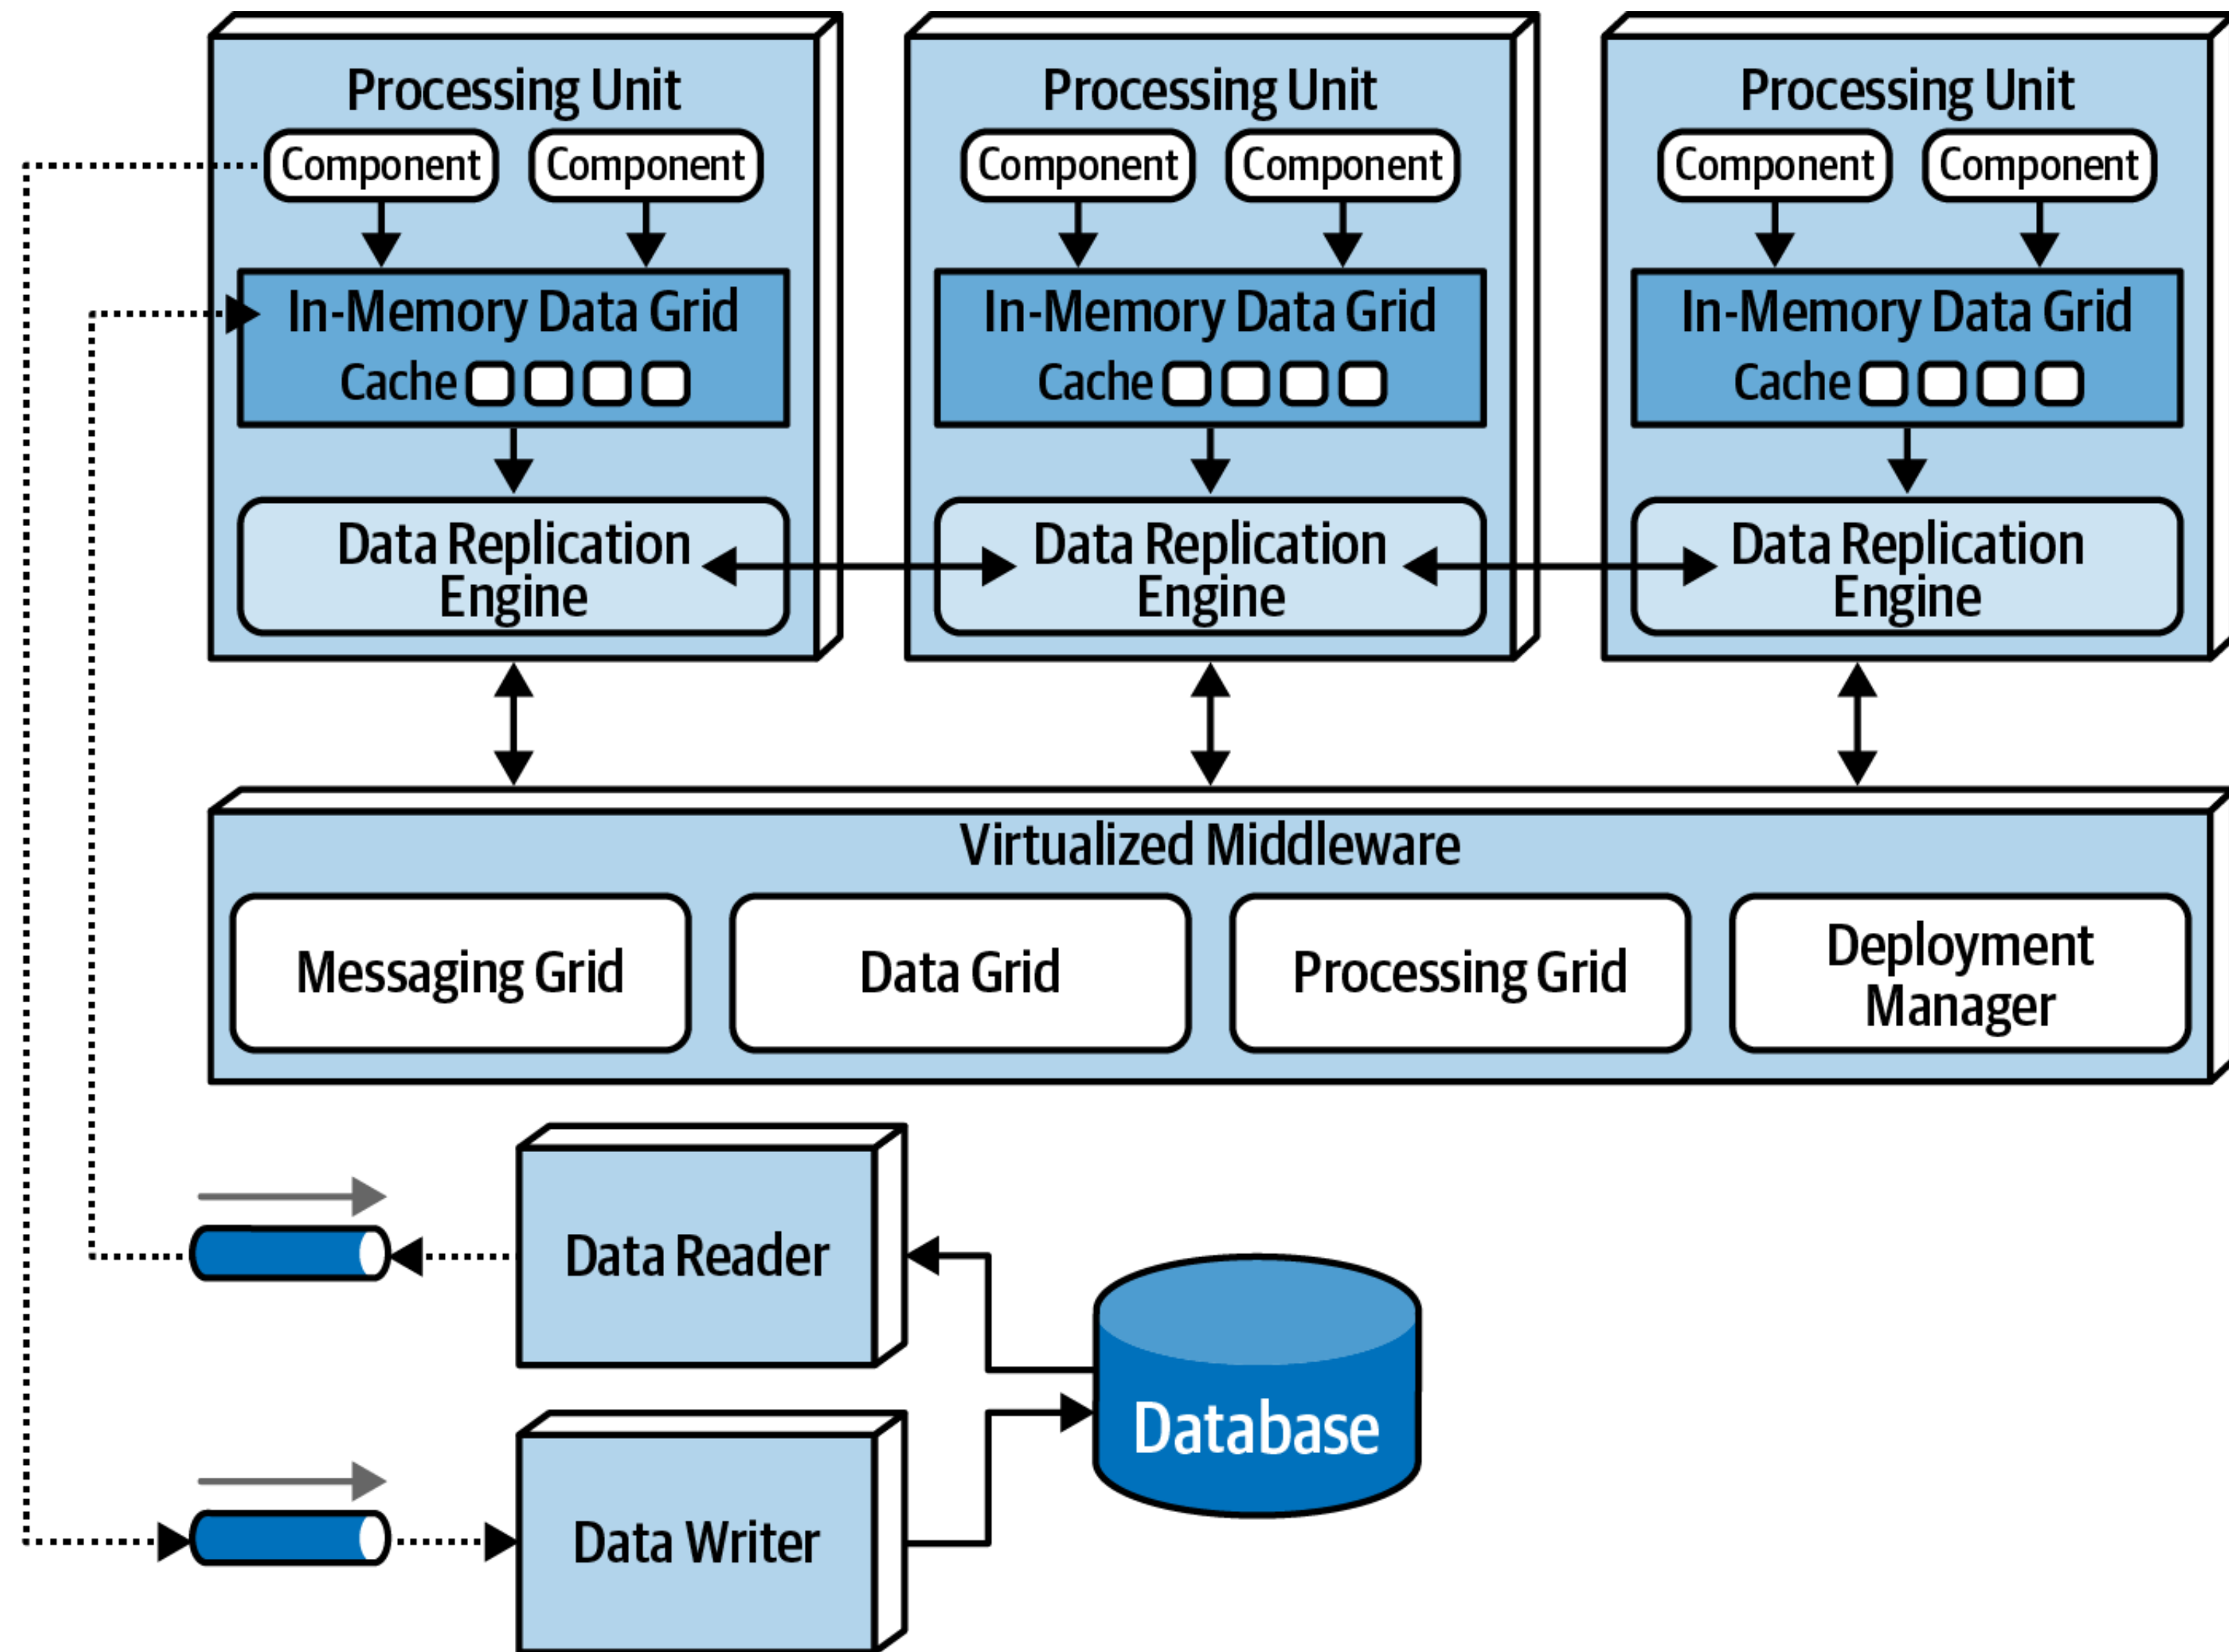 Processing Unit
Component
Component
In-Memory Data Grid
Cache
Data Replication
Engine
Processing Unit
Component
Component
In-Memory Data Grid
Cache
Data Replication
Engine
Processing Unit
Component
Component
In-Memory Data Grid
Cache
Data Replication
Engine
Virtualized Middleware
Messaging Grid
Data Grid
Processing Grid
Deployment
Manager
Data Reader
Database
Data Writer